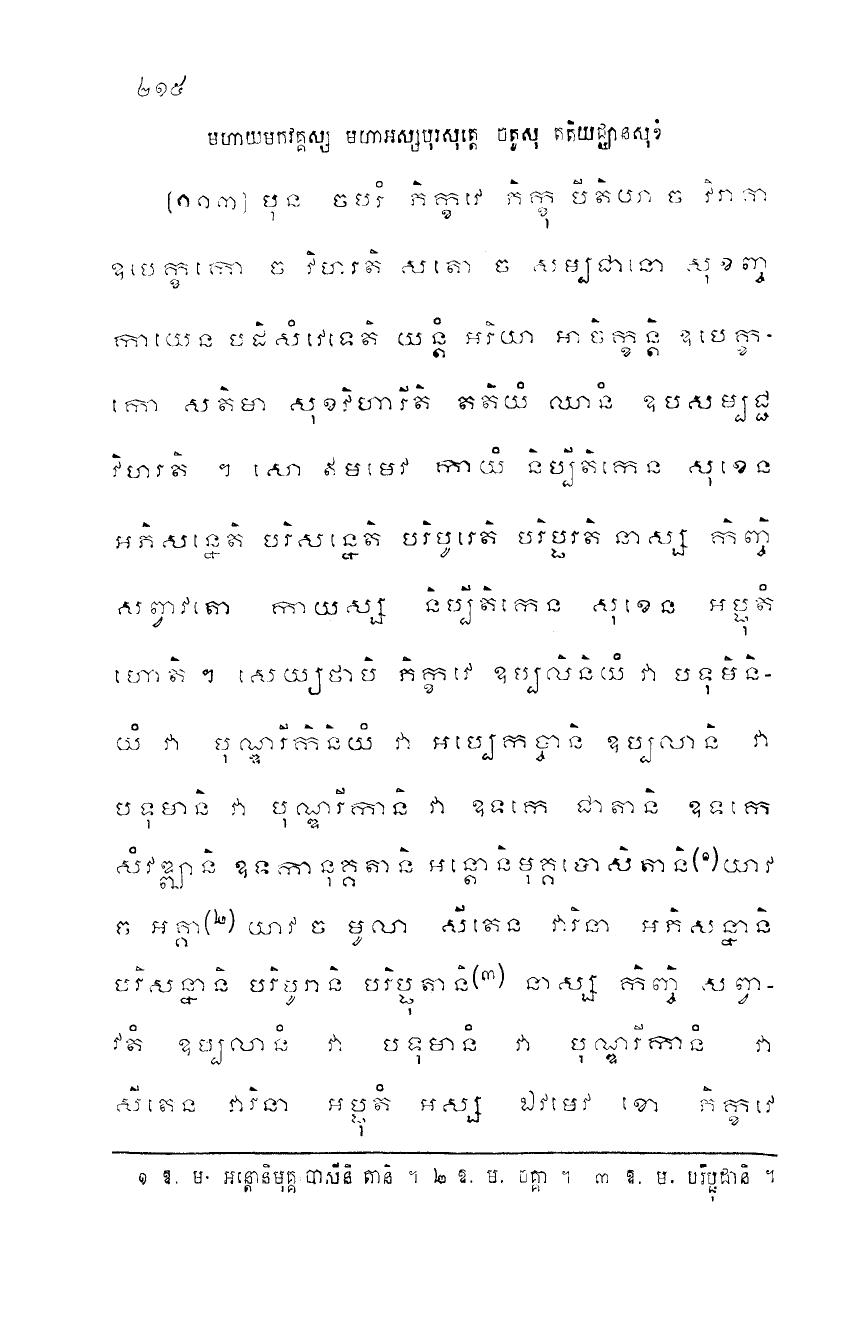 ២១៥
មហាយមកវគ្គស្ស មហាអស្សបុរសុត្តេ ចតូសុ តតិយជ្ឈានសុខំ
[១១៣] បុន ចបរំ ភិក្ខវេ ភិក្ខុ បីតិយា ច វិរាគា
ឧបេក្ខកោ ច វិហរតិ សតោ ច សម្បជានោ សុខញ្ច
កាយេន បដិសំវេទេតិ យន្តំ អរិយា អាចិក្ខន្តិ ឧបេក្ខ-
កោ សតិមា សុខវិហារីតិ តតិយំ ឈានំ ឧបសម្បជ្ជ
វិហរតិ ។ សោ ឥមមេវ កាយំ និប្បីតិកេន សុខេន
អភិសន្នេតិ បរិសន្នេតិ បរិបូរេតិ បរិប្ផរតិ នាស្ស កិញ្ចិ
សព្វាវតោ កាយស្ស និប្បីតិកេន សុខេន អប្ផុតំ
ហោតិ ។ សេយ្យថាបិ ភិក្ខវេ ឧប្បលិនិយំ វា បទុមិនិ-
យំ វា បុណ្ឌរីកិនិយំ វា អប្បេកច្ចានិ ឧប្បលានិ វា
បទុមានិ វា បុណ្ឌរីកានិ វា ឧទកេ ជាតានិ ឧទកេ
សំវឌ្ឍានិ ឧទកានុគ្គតានិ អន្តោនិមុគ្គបោសិតានិ(១)យាវ
ច អគ្គា(២) យាវ ច មូលា សីតេន វារិនា អភិសន្នានិ
បរិសន្នានិ បរិបូរានិ បរិប្ផុតានិ(៣) នាស្ស កិញ្ចិ សព្វា-
វតំ ឧប្បលានំ វា បទុមានំ វា បុណ្ឌរីកានំ វា
សីតេន វារិនា អប្ផុតំ អស្ស ឯវមេវ ខោ ភិក្ខវេ
១ ឱ. ម. អន្តោនិមុគ្គ ២ ឱ. ម. ចគ្គា ។ ៣ ឱ. ម. បរិប្ផុដានិ ។